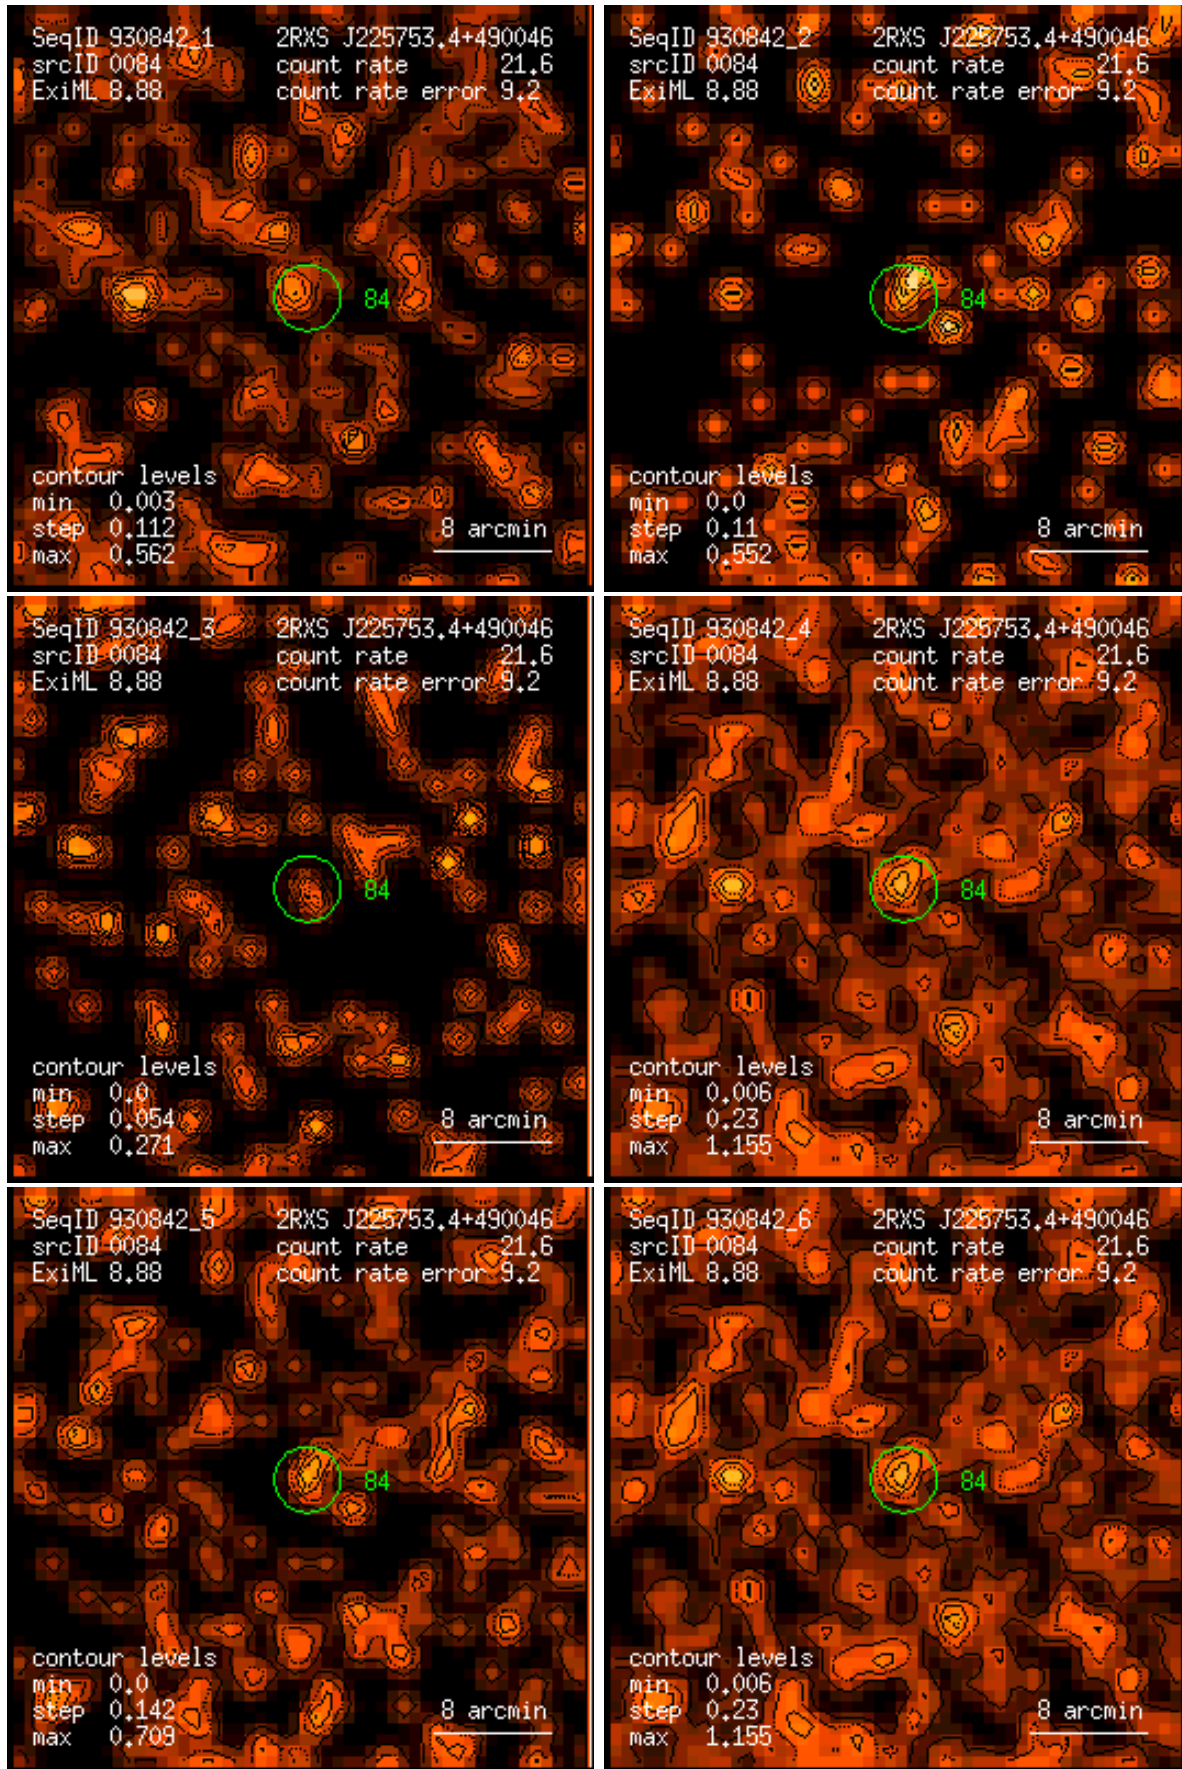 SeqID 930842_1 2RXS J225753.4+490046
srcID 0084 count rate 21.6
ExiML 8.88 count rate error 9.2
84
contour levels
min 0.003
step 0.112 8 arcmin
max 0.562
SeqID 930842_2 2RXS J225753.4+490046
srcID 0084 count rate 21.6
ExiML 8.88 count rate error 9.2
84
contour levels
min 0.0
step 0.11 8 arcmin
max 0.552
SeqID 930842_3 2RXS J225753.4+490046
srcID 0084 count rate 21.6
ExiML 8.88 count rate error 9.2
84
contour levels
min 0.0
step 0.054 8 arcmin
max 0.271
SeqID 930842_4 2RXS J225753.4+490046
srcID 0084 count rate 21.6
ExiML 8.88 count rate error 9.2
84
contour levels
min 0.006
step 0.23 8 arcmin
max 1.155
SeqID 930842_5 2RXS J225753.4+490046
srcID 0084 count rate 21.6
ExiML 8.88 count rate error 9.2
84
contour levels
min 0.0
step 0.142 8 arcmin
max 0.709
SeqID 930842_6 2RXS J225753.4+490046
srcID 0084 count rate 21.6
ExiML 8.88 count rate error 9.2
84
contour levels
min 0.006
step 0.23 8 arcmin
max 1.155